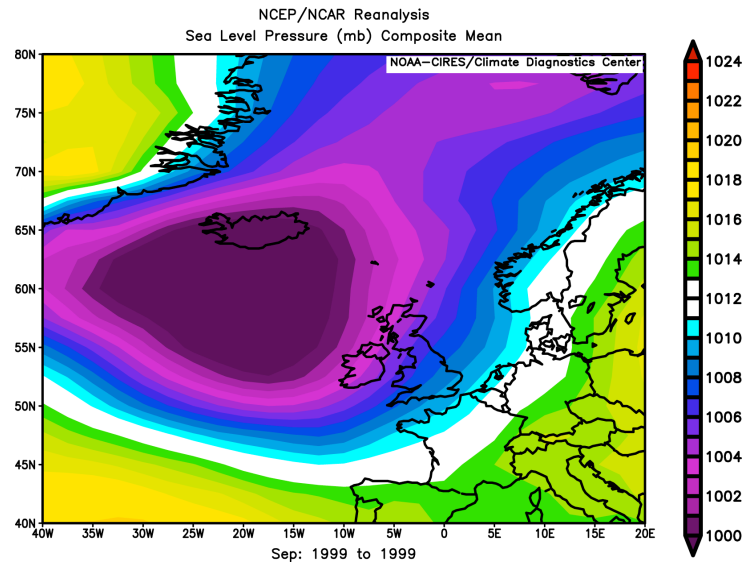 NCEP/NCAR Reanalysis
Sea Level Pressure (mb) Composite Mean
NOAA-CIRES/Climate Diagnostics Center
80N
75N
70N
65N
60N
55N
50N
45N
40N
40W 35W 30W 25W 20W 15W 10W 5W 0 5E 10E 15E 20E
Sep: 1999 to 1999
1024
1022
1020
1018
1016
1014
1012
1010
1008
1006
1004
1002
1000